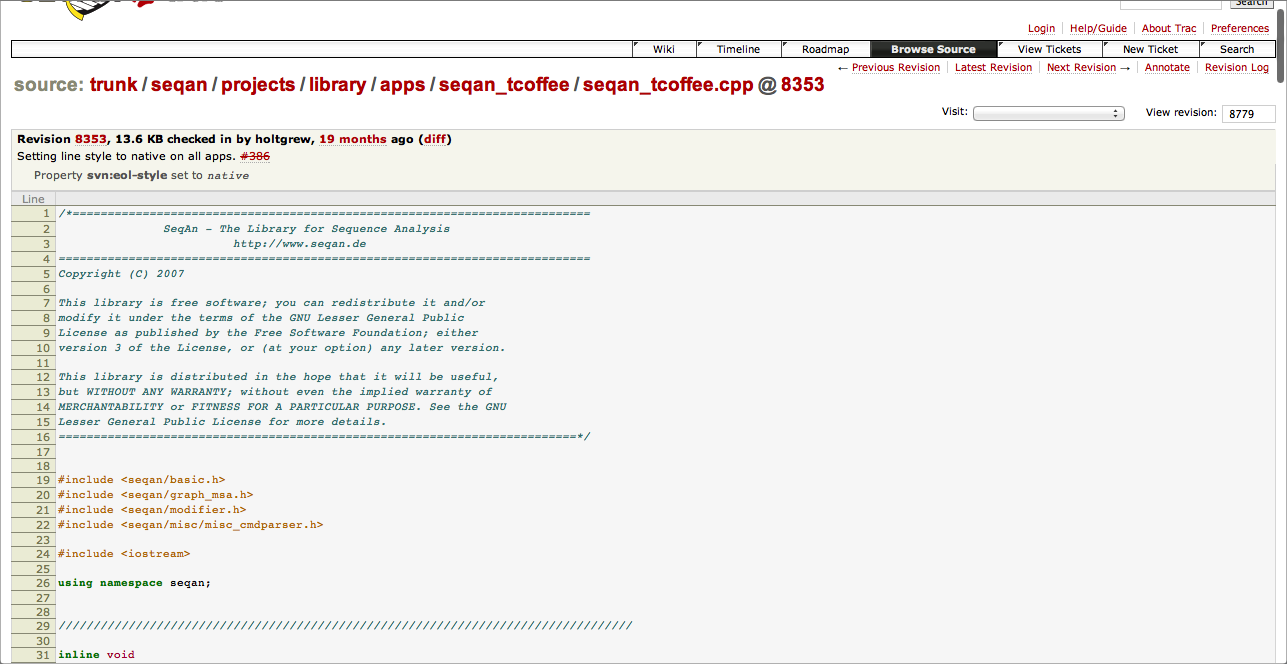 Search
Login Help/Guide About Trac Preferences
Wiki Timeline Roadmap Browse Source View Tickets New Ticket Search
← Previous Revision Latest Revision Next Revision → Annotate Revision Log
source: trunk / seqan / projects / library / apps / seqan_tcoffee / seqan_tcoffee.cpp @ 8353
Visit: View revision: 8779
Revision 8353, 13.6 KB checked in by holtgrew, 19 months ago (diff)
Setting line style to native on all apps. #386
Property svn:eol-style set to native
Line
1 /*==========================================================================
2 SeqAn - The Library for Sequence Analysis
3 http://www.seqan.de
4 ============================================================================
5 Copyright (C) 2007
6
7 This library is free software; you can redistribute it and/or
8 modify it under the terms of the GNU Lesser General Public
9 License as published by the Free Software Foundation; either
10 version 3 of the License, or (at your option) any later version.
11
12 This library is distributed in the hope that it will be useful,
13 but WITHOUT ANY WARRANTY; without even the implied warranty of
14 MERCHANTABILITY or FITNESS FOR A PARTICULAR PURPOSE. See the GNU
15 Lesser General Public License for more details.
16 ==========================================================================*/
17
18
19 #include <seqan/basic.h>
20 #include <seqan/graph_msa.h>
21 #include <seqan/modifier.h>
22 #include <seqan/misc/misc_cmdparser.h>
23
24 #include <iostream>
25
26 using namespace seqan;
27
28
29 //////////////////////////////////////////////////////////////////////////////////
30
31 inline void